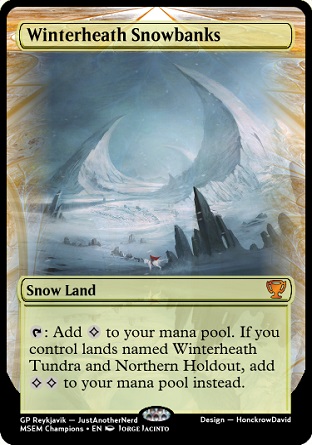 Winterheath Snowbanks
Snow Land
: Add to your mana pool. If you
control lands named Winterheath
Tundra and Northern Holdout, add
to your mana pool instead.
GP Reykjavik — JustAnotherNerd
Design — HonckrowDavid
MSEM Champions • EN Jorge Jacinto